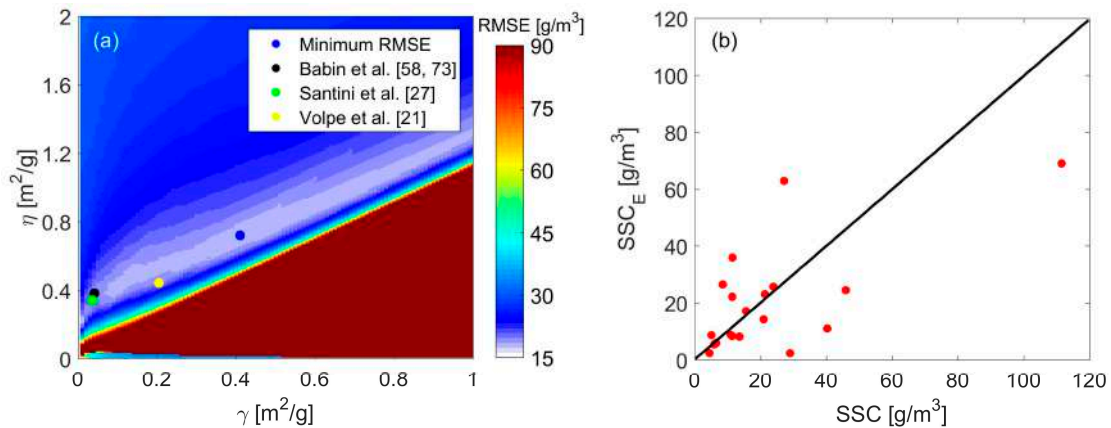 (a)
RMSE [g/m³]
Minimum RMSE
Babin et al. [58, 73]
Santini et al. [27]
Volpe et al. [21]
2
1.6
1.2
0.8
0.4
0
η [m²/g]
0
0.2
0.4
0.6
0.8
1
γ [m²/g]
90
75
60
45
30
15
(b)
120
100
80
60
40
20
0
SSC_E [g/m³]
0
20
40
60
80
100
120
SSC [g/m³]